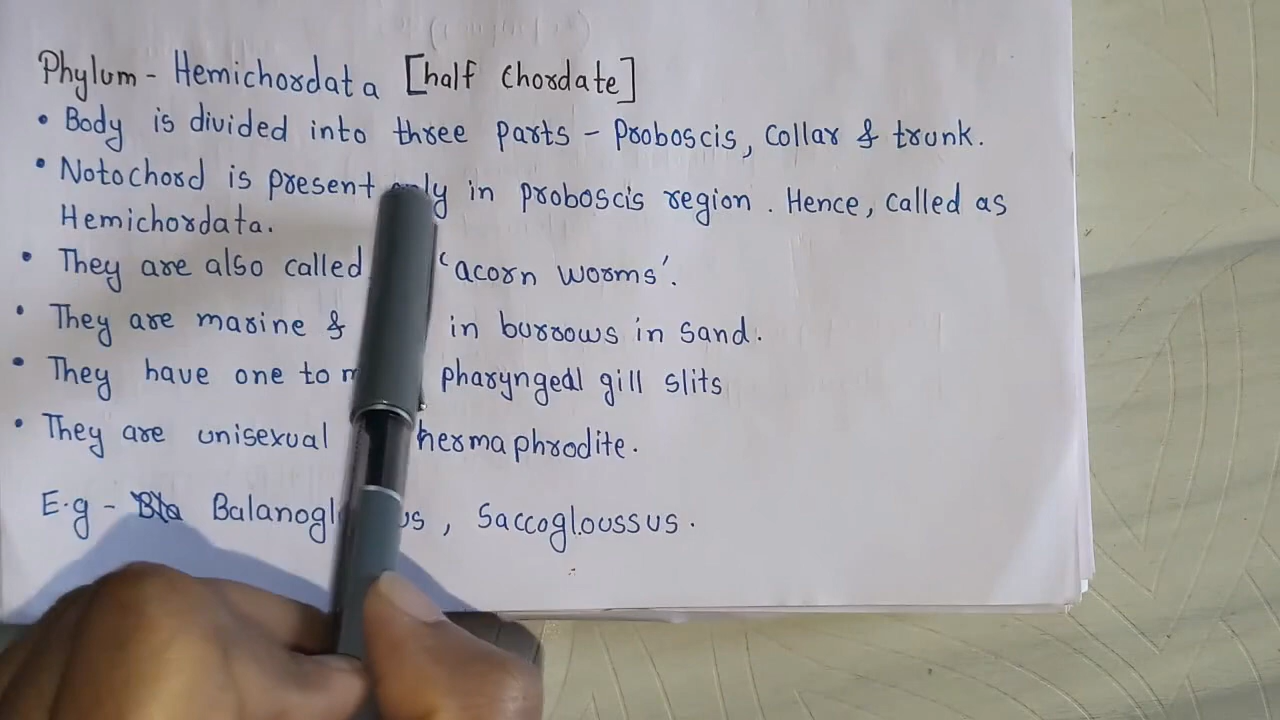 Phylum - Hemichordata [half Chordate]
• Body is divided into three parts - Proboscis, Collar & trunk.
• Notochord is present only in proboscis region. Hence, called as
Hemichordata.
• They are also called 'acorn worms'.
• They are marine & in burrows in sand.
• They have one to pharyngeal gill slits
• They are unisexual hermaphrodite.
E.g - Saccogloussus.